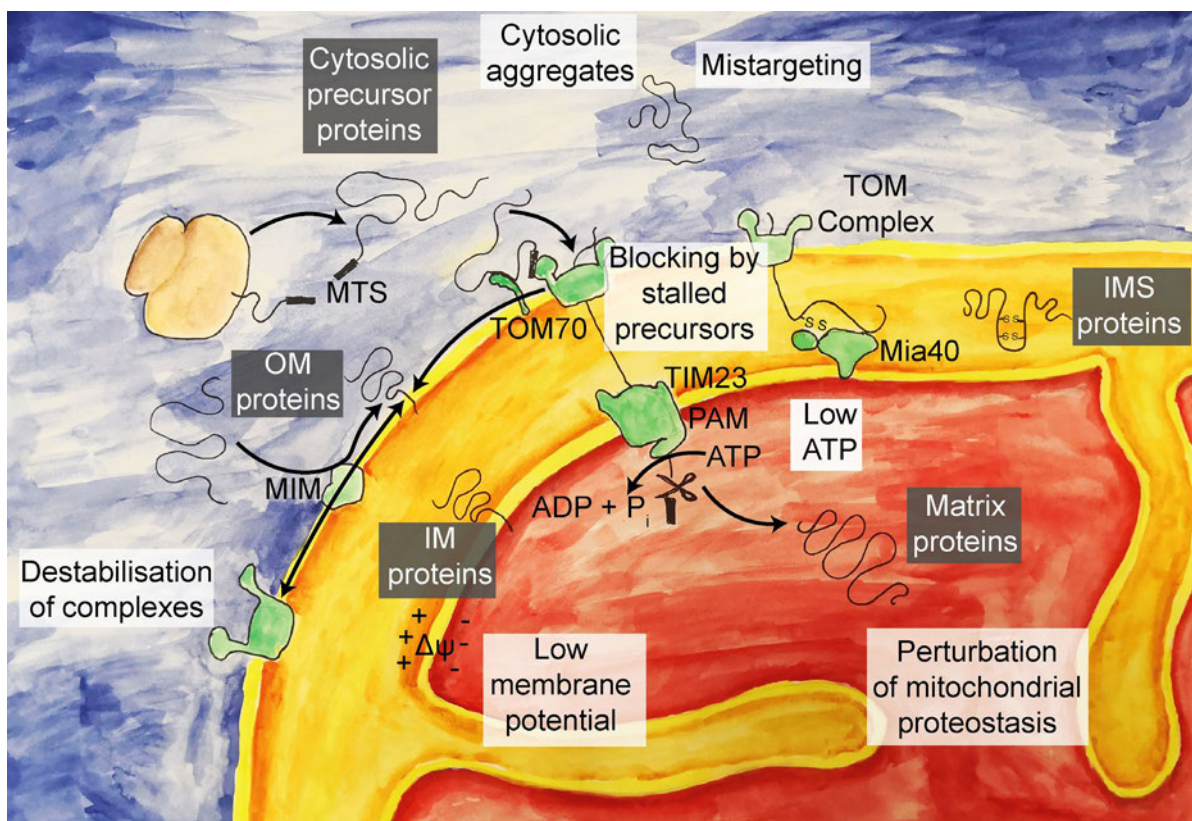 Cytosolic
precursor
proteins
Cytosolic
aggregates
Mistargeting
TOM
Complex
MTS
TOM70
Blocking by
stalled
precursors
IMS
proteins
s s
s s
s s
Mia40
OM
proteins
TIM23
PAM
Low
ATP
MIM
ATP
ADP + Pi
Matrix
proteins
IM
proteins
Destabilisation
of complexes
+ -
+ Δψ -
+ -
Low
membrane
potential
Perturbation
of mitochondrial
proteostasis